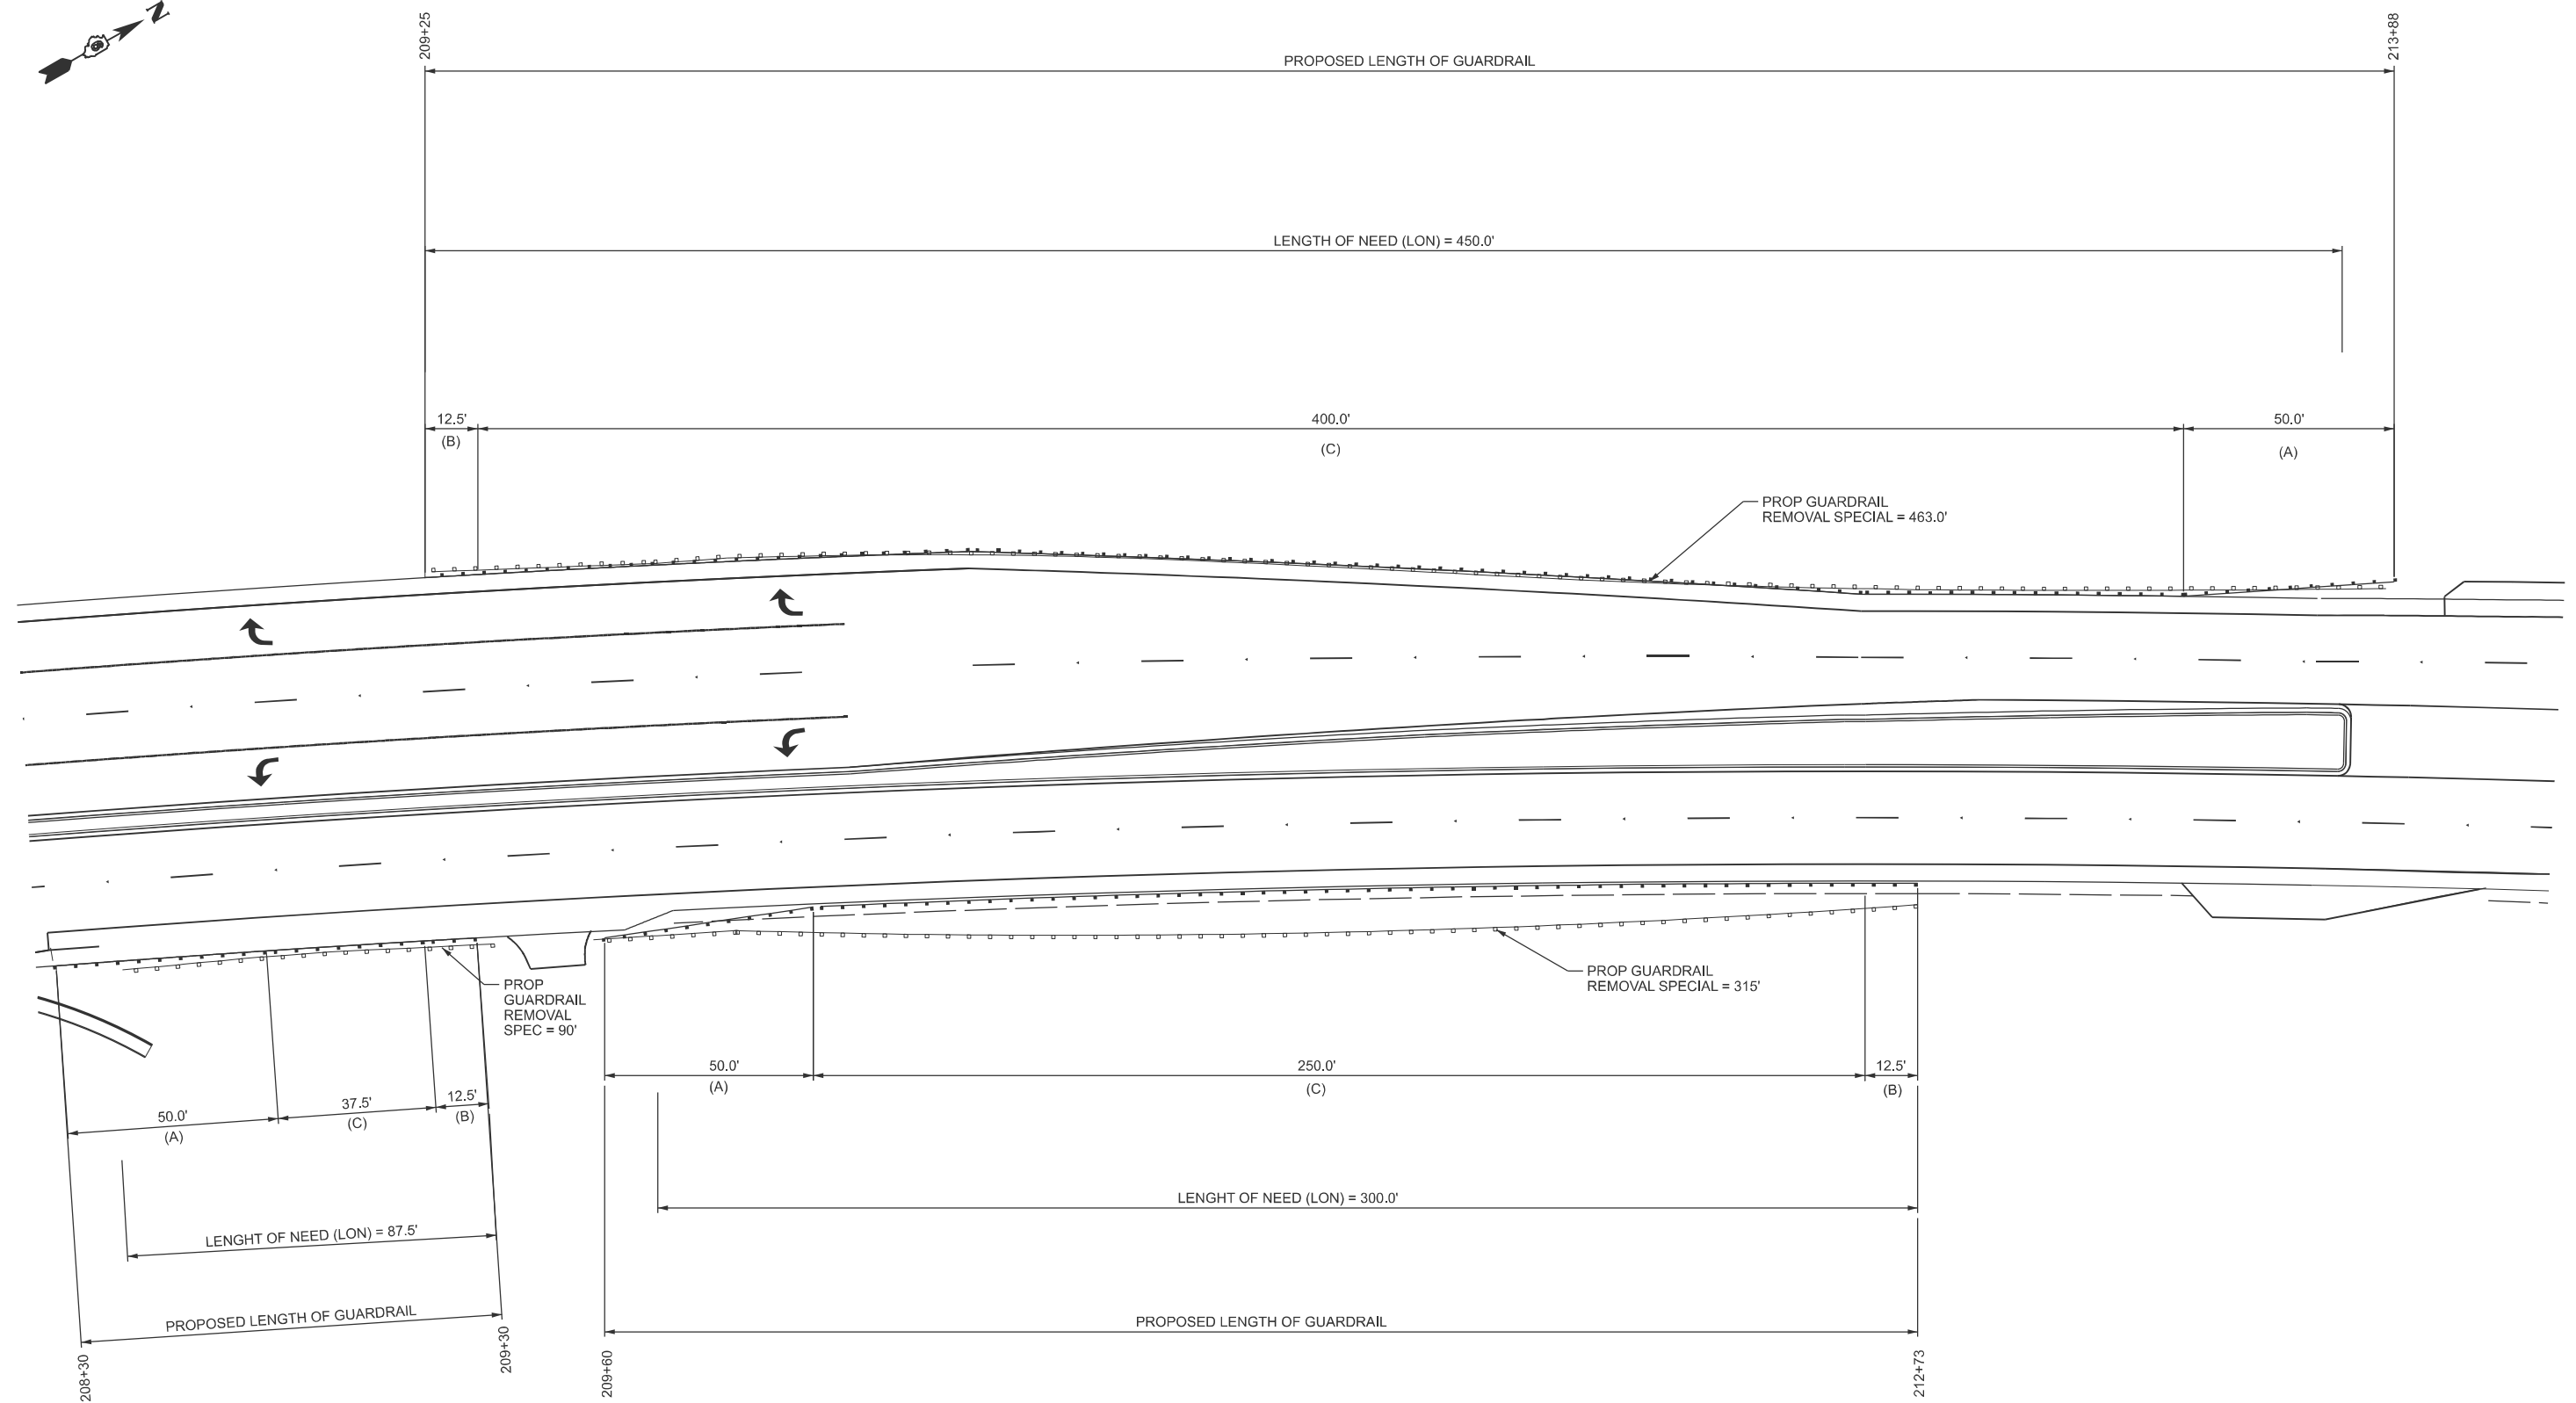 N
209+25
213+88
PROPOSED LENGTH OF GUARDRAIL
LENGTH OF NEED (LON) = 450.0'
12.5'
(B)
400.0'
(C)
50.0'
(A)
PROP GUARDRAIL
REMOVAL SPECIAL = 463.0'
PROP
GUARDRAIL
REMOVAL
SPEC = 90'
PROP GUARDRAIL
REMOVAL SPECIAL = 315'
50.0'
(A)
37.5'
(C)
12.5'
(B)
50.0'
(A)
250.0'
(C)
12.5'
(B)
LENGHT OF NEED (LON) = 87.5'
LENGHT OF NEED (LON) = 300.0'
PROPOSED LENGTH OF GUARDRAIL
PROPOSED LENGTH OF GUARDRAIL
208+30
209+30
209+60
212+73